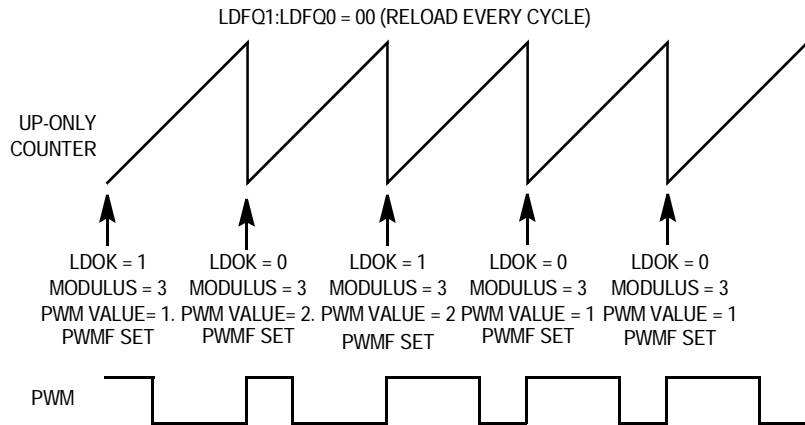 LDFQ1:LDFQ0 = 00 (RELOAD EVERY CYCLE)
UP-ONLY
COUNTER
LDOK = 1 LDOK = 0 LDOK = 1 LDOK = 0 LDOK = 0
MODULUS = 3 MODULUS = 3 MODULUS = 3 MODULUS = 3 MODULUS = 3
PWM VALUE= 1. PWM VALUE= 2. PWM VALUE = 2 PWM VALUE = 1 PWM VALUE = 1
PWMF SET PWMF SET PWMF SET PWMF SET PWMF SET
PWM